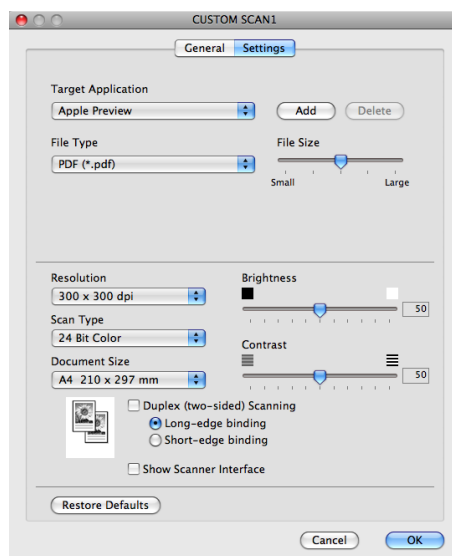 CUSTOM SCAN1
General Settings
Target Application
Apple Preview Add Delete
File Type File Size
PDF (*.pdf)
Small Large
Resolution Brightness
300 x 300 dpi
50
Scan Type
24 Bit Color
Contrast
Document Size
A4 210 x 297 mm 50
Duplex (two-sided) Scanning
Long-edge binding
Short-edge binding
Show Scanner Interface
Restore Defaults
Cancel OK